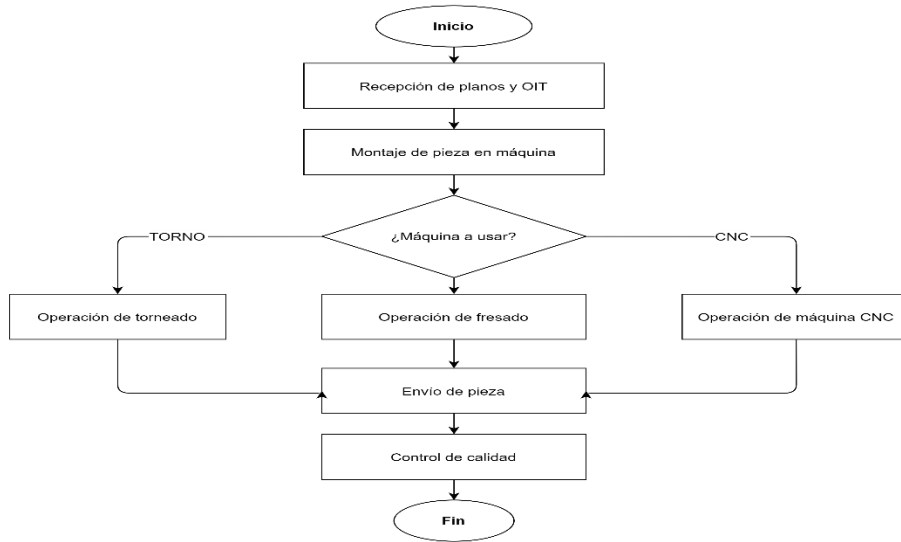 Inicio
Recepción de planos y OIT
Montaje de pieza en máquina
¿Máquina a usar?
TORNO
CNC
Operación de torneado
Operación de fresado
Operación de máquina CNC
Envío de pieza
Control de calidad
Fin